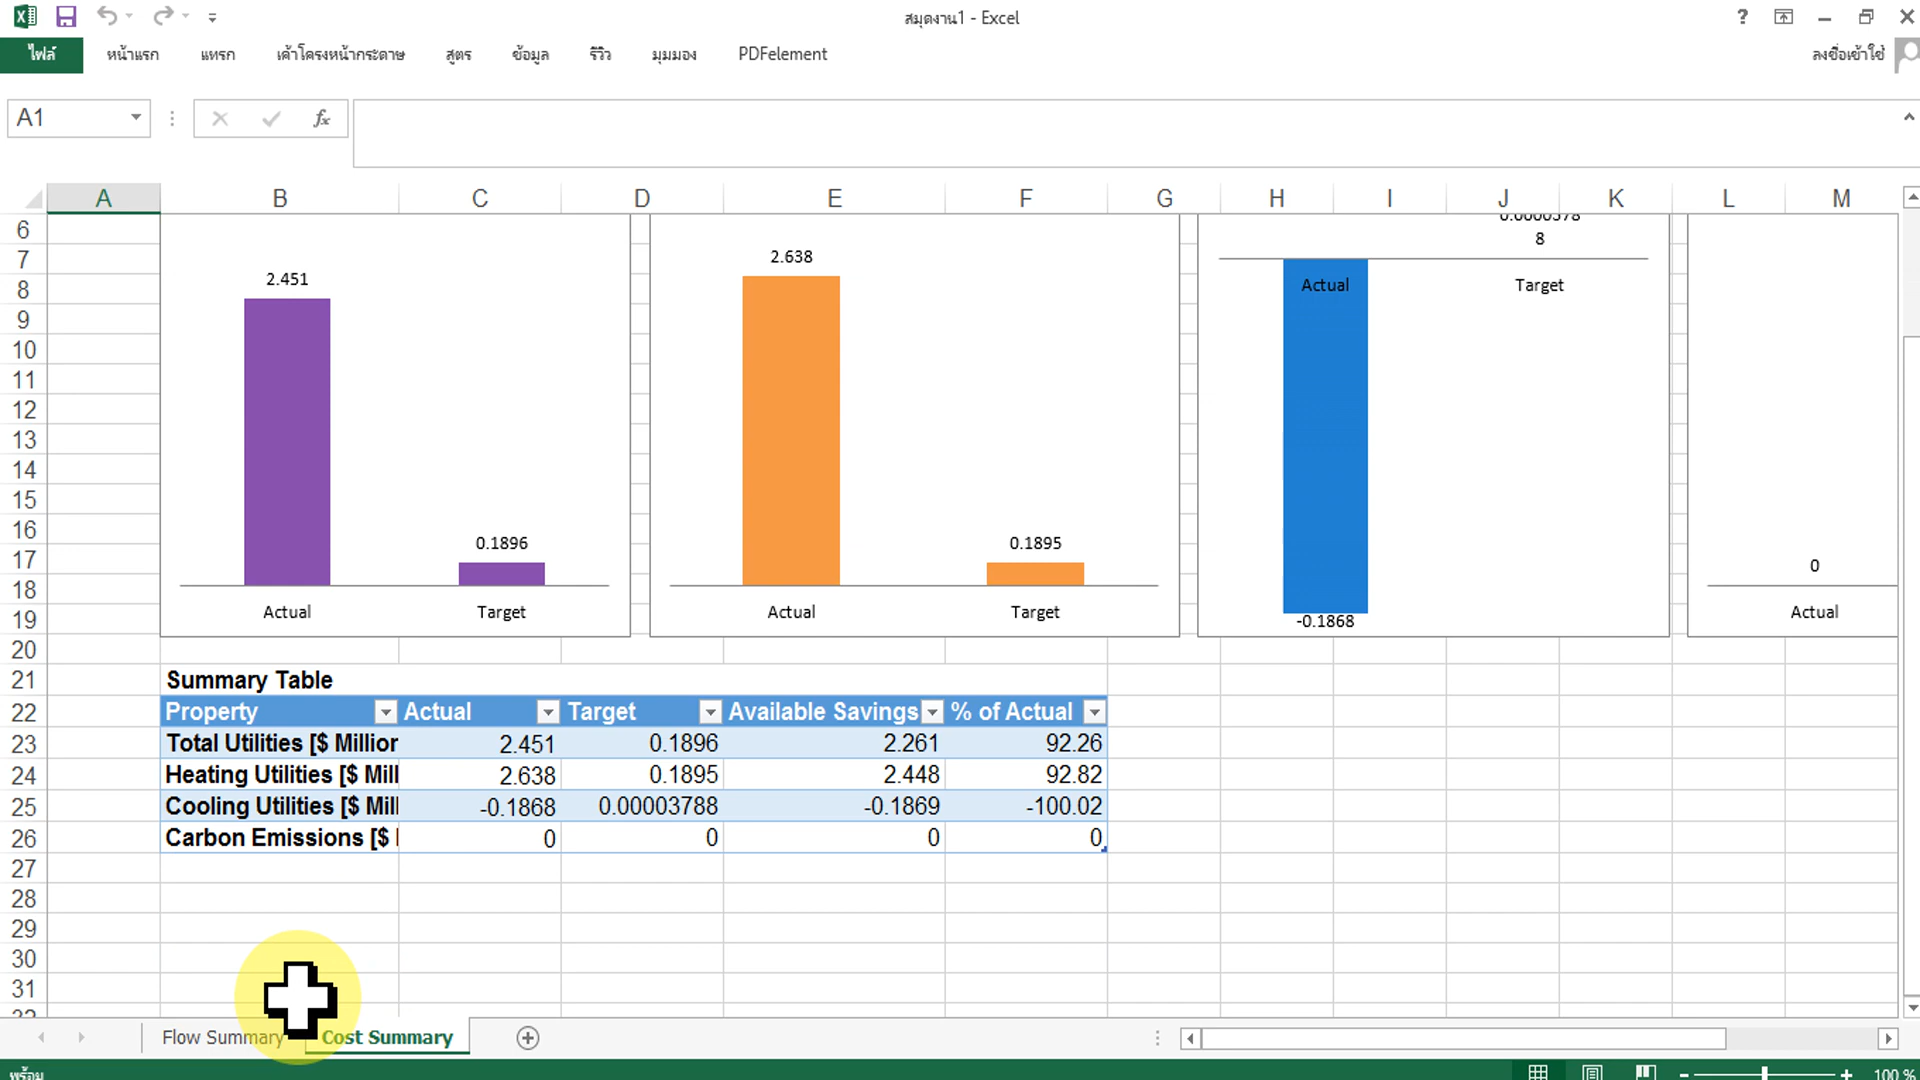 สมุดงาน1 - Excel
?
ไฟล์ หน้าแรก แทรก เค้าโครงหน้ากระดาษ สูตร ข้อมูล รีวิว มุมมอง PDFelement ลงชื่อเข้าใช้
A1 fx
A B C D E F G H I J K L M
6
7
8
9
10
11
12
13
14
15
16
17
18
19
20
21
22
23
24
25
26
27
28
29
30
31
32
2.451
0.1896
Actual Target
2.638
0.1895
Actual Target
0.0000378
8
Actual Target
-0.1868
0
Actual
Summary Table
Property Actual Target Available Savings % of Actual
Total Utilities [$ Million 2.451 0.1896 2.261 92.26
Heating Utilities [$ Mill 2.638 0.1895 2.448 92.82
Cooling Utilities [$ Mill -0.1868 0.00003788 -0.1869 -100.02
Carbon Emissions [$ 0 0 0 0
Flow Summary Cost Summary
พร้อม 100 %